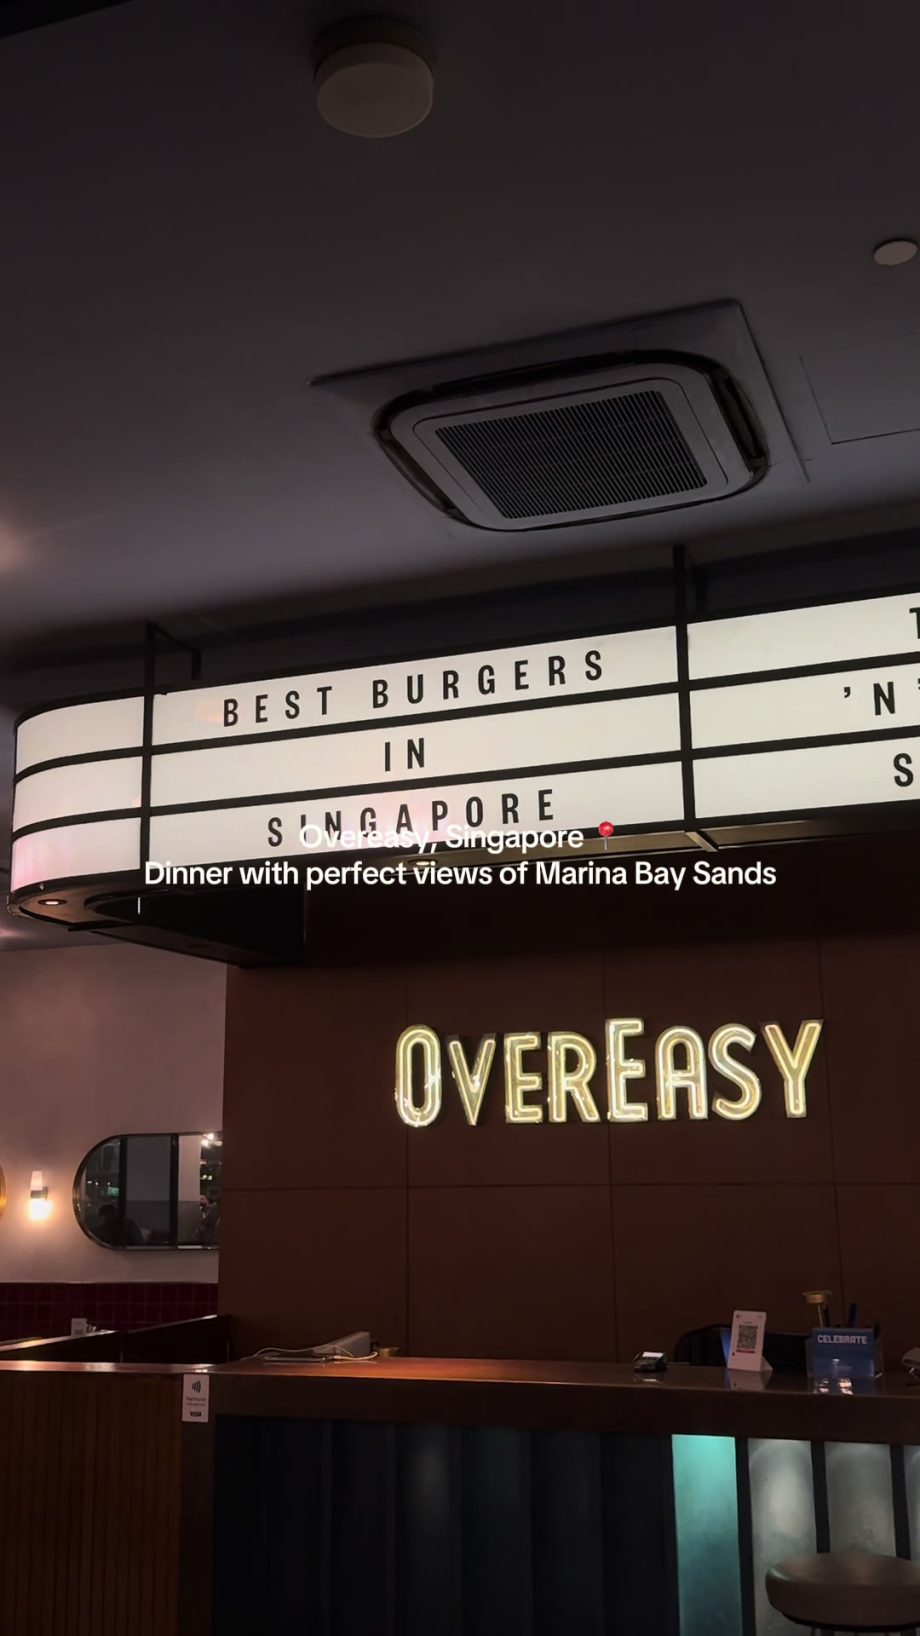 BEST BURGERS
IN
SINGAPORE
'N'
Overeasy, Singapore 📍
Dinner with perfect views of Marina Bay Sands
OVEREASY
CELEBRATE
VISA